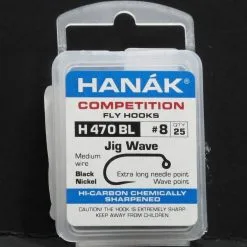 HANÁK
COMPETITION
FLY HOOKS
H 470 BL #8 QTY 25
Jig Wave
Medium wire
Extra long needle point
Black Nickel
Wave point
HI-CARBON CHEMICALLY
SHARPENED
CAUTION! THE HOOK IS EXTREMELY SHARP
KEEP AWAY FROM CHILDREN